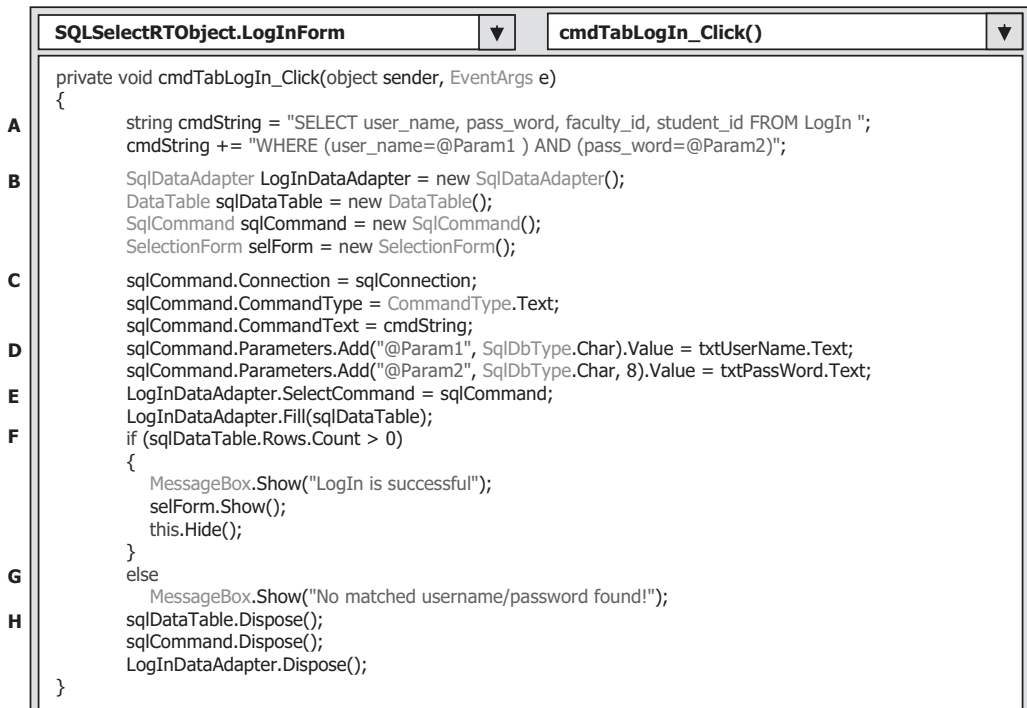 SQLSelectRTObject.LogInForm cmdTabLogIn_Click()
private void cmdTabLogIn_Click(object sender, EventArgs e)
{
A string cmdString = "SELECT user_name, pass_word, faculty_id, student_id FROM LogIn ";
cmdString += "WHERE (user_name=@Param1 ) AND (pass_word=@Param2)";
B SqlDataAdapter LogInDataAdapter = new SqlDataAdapter();
DataTable sqlDataTable = new DataTable();
SqlCommand sqlCommand = new SqlCommand();
SelectionForm selForm = new SelectionForm();
C sqlCommand.Connection = sqlConnection;
sqlCommand.CommandType = CommandType.Text;
sqlCommand.CommandText = cmdString;
D sqlCommand.Parameters.Add("@Param1", SqlDbType.Char).Value = txtUserName.Text;
sqlCommand.Parameters.Add("@Param2", SqlDbType.Char, 8).Value = txtPassWord.Text;
E LogInDataAdapter.SelectCommand = sqlCommand;
LogInDataAdapter.Fill(sqlDataTable);
F if (sqlDataTable.Rows.Count > 0)
{
MessageBox.Show("LogIn is successful");
selForm.Show();
this.Hide();
}
G else
MessageBox.Show("No matched username/password found!");
H sqlDataTable.Dispose();
sqlCommand.Dispose();
LogInDataAdapter.Dispose();
}